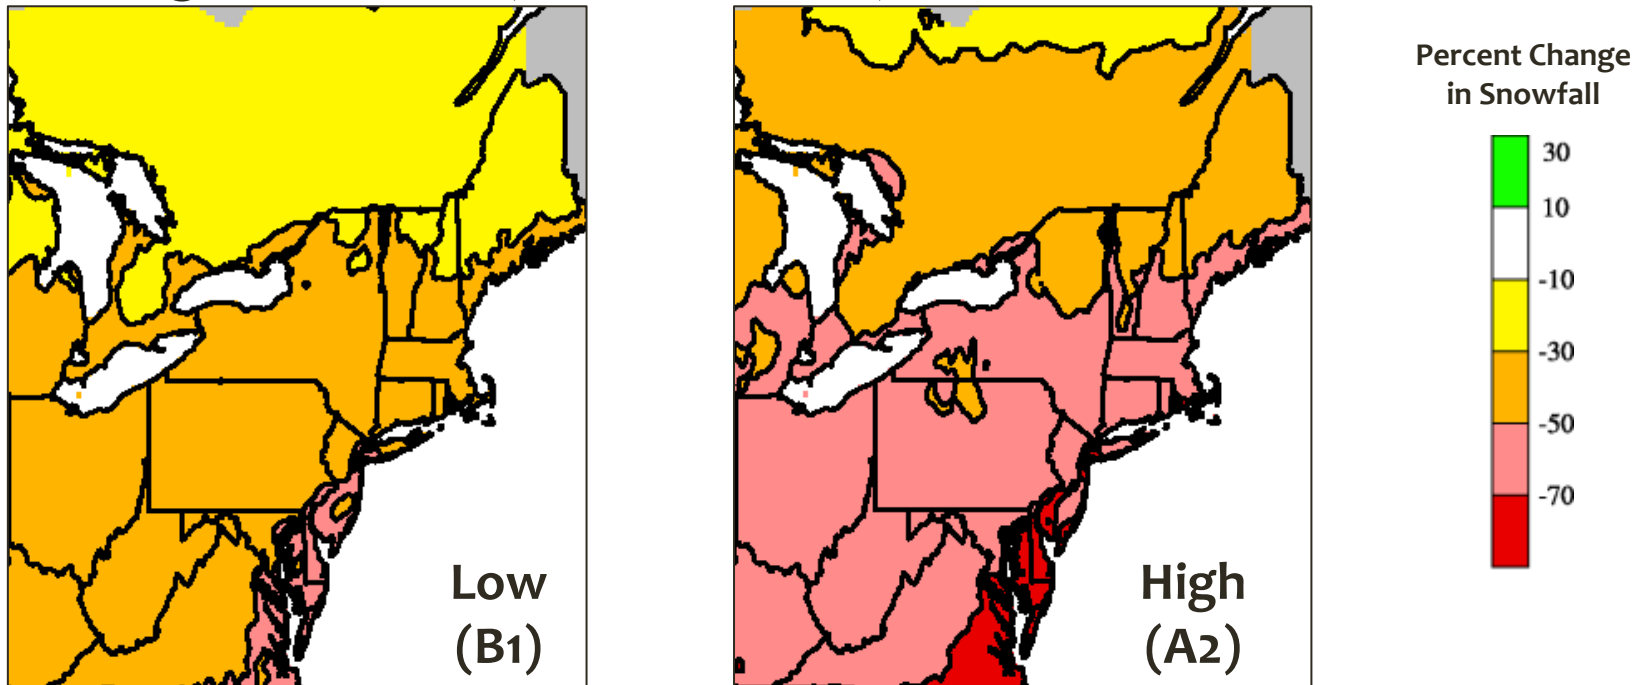 Low
(B1)
High
(A2)
Percent Change
in Snowfall
30
10
-10
-30
-50
-70